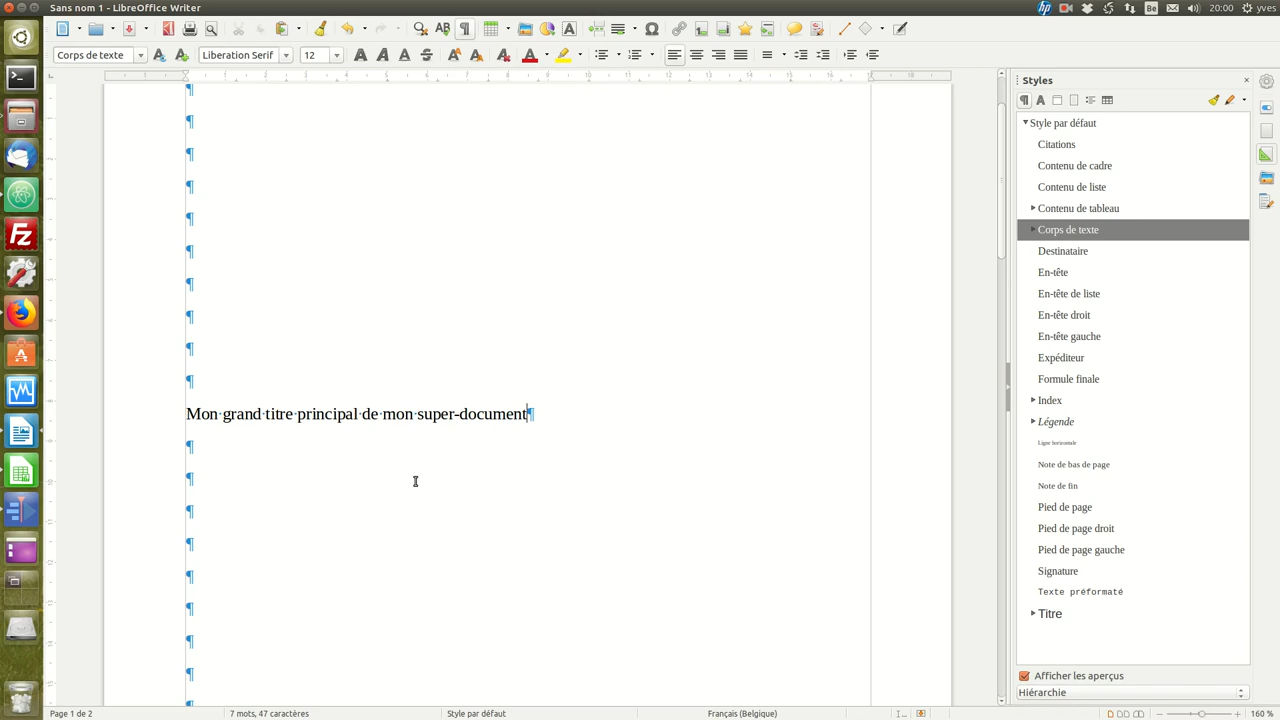 Sans nom 1 - LibreOffice Writer
Be
20:00
yves
Corps de texte
Liberation Serif
12
Styles
Style par défaut
Citations
Contenu de cadre
Contenu de liste
Contenu de tableau
Corps de texte
Destinataire
En-tête
En-tête de liste
En-tête droit
En-tête gauche
Expéditeur
Formule finale
Index
Légende
Ligne horizontale
Note de bas de page
Note de fin
Pied de page
Pied de page droit
Pied de page gauche
Signature
Texte préformaté
Titre
Afficher les aperçus
Hiérarchie
Mon grand titre principal de mon super-document¶
Page 1 de 2
7 mots, 47 caractères
Style par défaut
Français (Belgique)
160 %